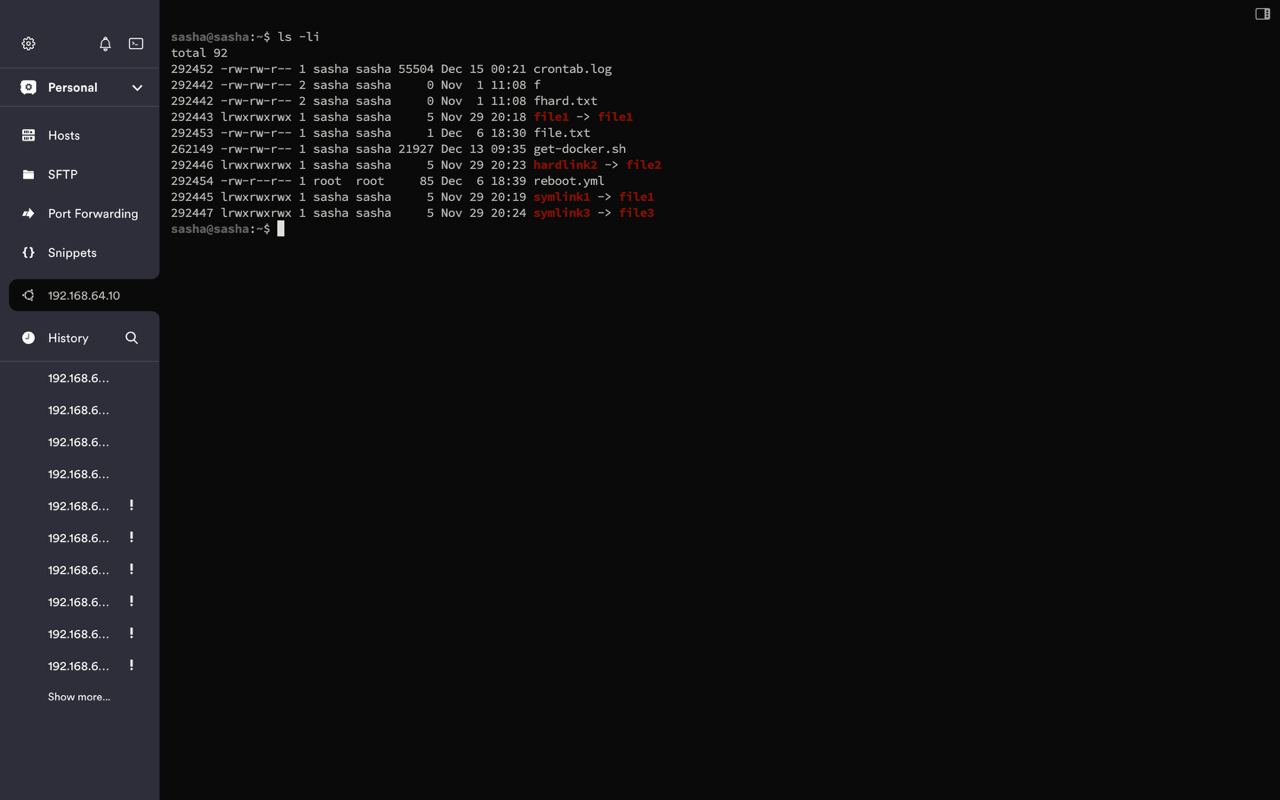 Personal
Hosts
SFTP
Port Forwarding
Snippets
192.168.64.10
History
192.168.6...
192.168.6...
192.168.6...
192.168.6...
192.168.6... !
192.168.6... !
192.168.6... !
192.168.6... !
192.168.6... !
192.168.6... !
Show more...
sasha@sasha:~$ ls -li
total 92
292452 -rw-rw-r-- 1 sasha sasha 55504 Dec 15 00:21 crontab.log
292442 -rw-rw-r-- 2 sasha sasha     0 Nov  1 11:08 f
292442 -rw-rw-r-- 2 sasha sasha     0 Nov  1 11:08 fhard.txt
292443 lrwxrwxrwx 1 sasha sasha     5 Nov 29 20:18 file1 -> file1
292453 -rw-rw-r-- 1 sasha sasha     1 Dec  6 18:30 file.txt
262149 -rw-rw-r-- 1 sasha sasha 21927 Dec 13 09:35 get-docker.sh
292446 lrwxrwxrwx 1 sasha sasha     5 Nov 29 20:23 hardlink2 -> file2
292454 -rw-r--r-- 1 root  root     85 Dec  6 18:39 reboot.yml
292445 lrwxrwxrwx 1 sasha sasha     5 Nov 29 20:19 symlink1 -> file1
292447 lrwxrwxrwx 1 sasha sasha     5 Nov 29 20:24 symlink3 -> file3
sasha@sasha:~$